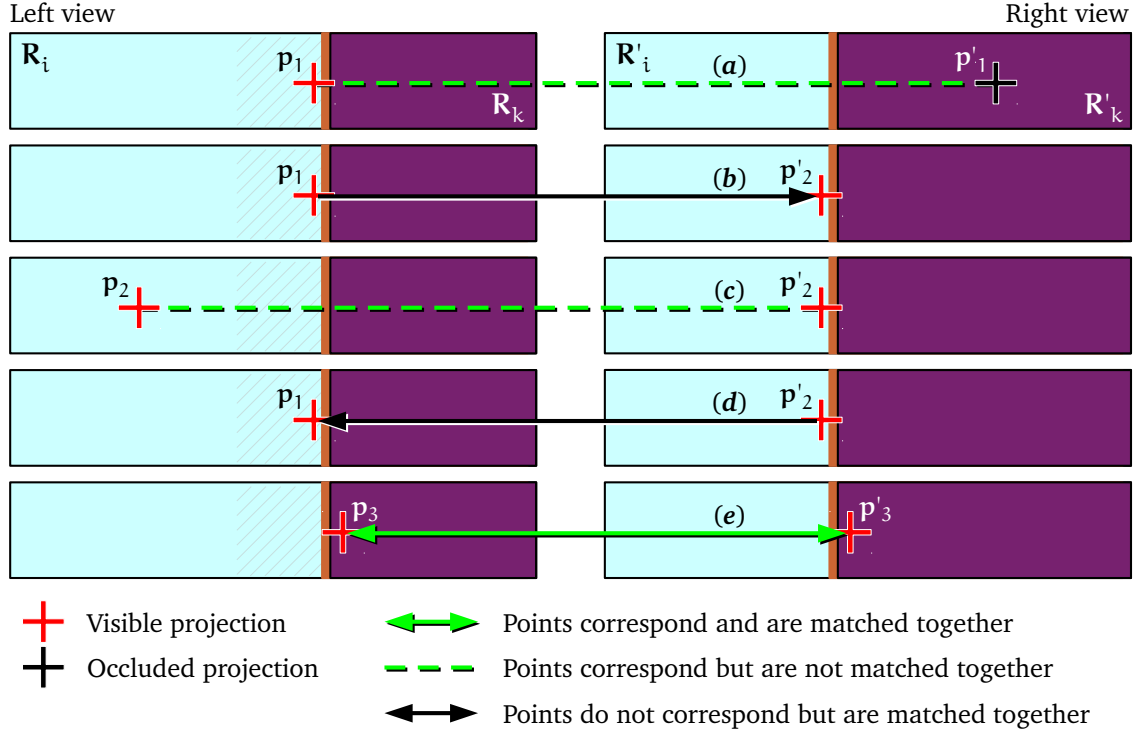 Left view Right view
R_i p_1 R_k R'_i (a) p'_1 R'_k
p_1 (b) p'_2
p_2 (c) p'_2
p_1 (d) p'_2
p_3 (e) p'_3
Visible projection Points correspond and are matched together
Occluded projection Points correspond but are not matched together
Points do not correspond but are matched together